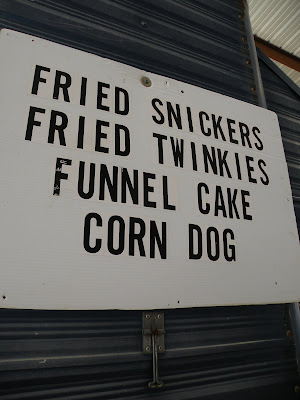 FRIED SNICKERS
FRIED TWINKIES
FUNNEL CAKE
CORN DOG